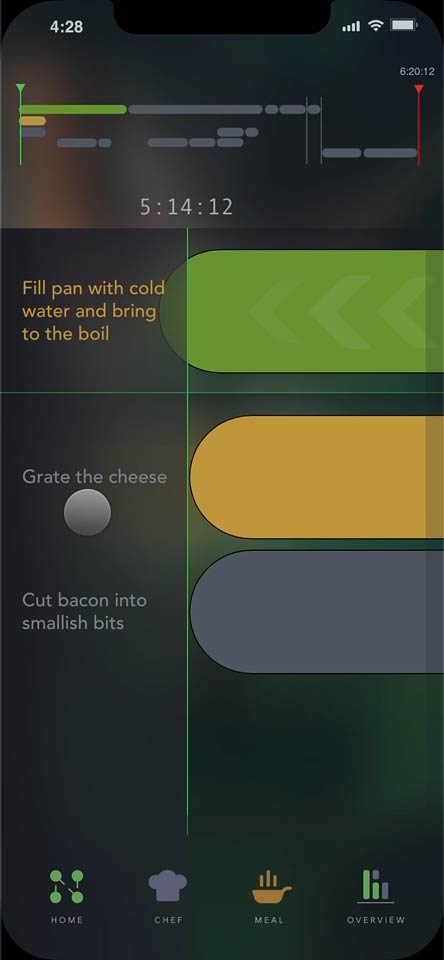 4:28
6:20:12
5:14:12
Fill pan with cold
water and bring
to the boil
Grate the cheese
Cut bacon into
smallish bits
HOME
CHEF
MEAL
OVERVIEW